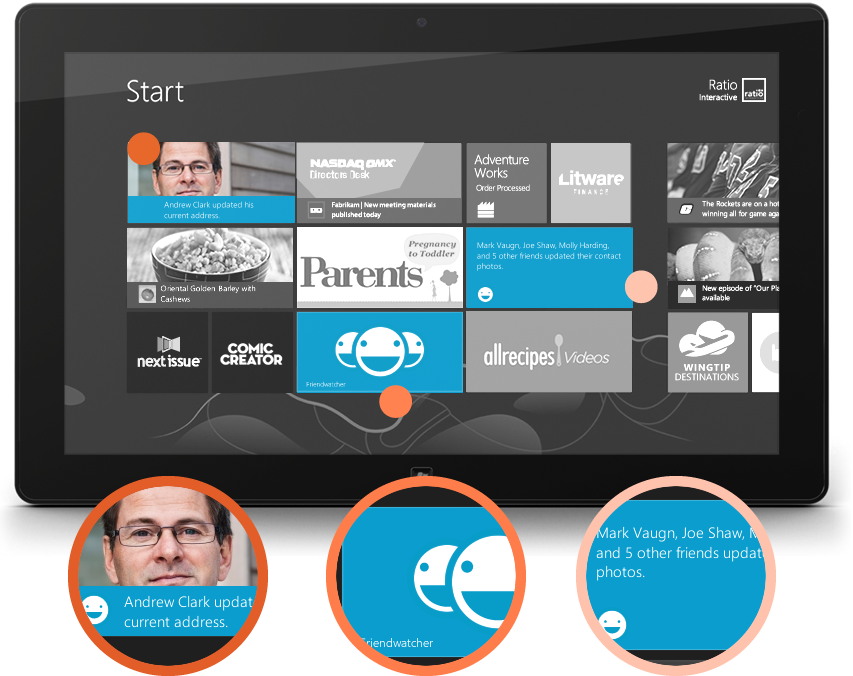 Start
Ratio
Interactive
ratio
Andrew Clark updated his
current address.
NASDAQ OMX
Directors Desk
Fabrikam | New meeting materials
published today
Adventure
Works
Order Processed
Litware
FINANCE
The Rockets are on a hot
winning all for game aga
Oriental Golden Barley with
Cashews
Pregnancy
to Toddler
Parents
Mark Vaugn, Joe Shaw, Molly Harding,
and 5 other friends updated their contact
photos.
New episode of "Our Pla
available
next issue
COMIC
CREATOR
Friendwatcher
allrecipes Videos
WINGTIP
DESTINATIONS
Andrew Clark updat
current address.
Friendwatcher
Mark Vaugn, Joe Shaw, M
and 5 other friends updat
photos.